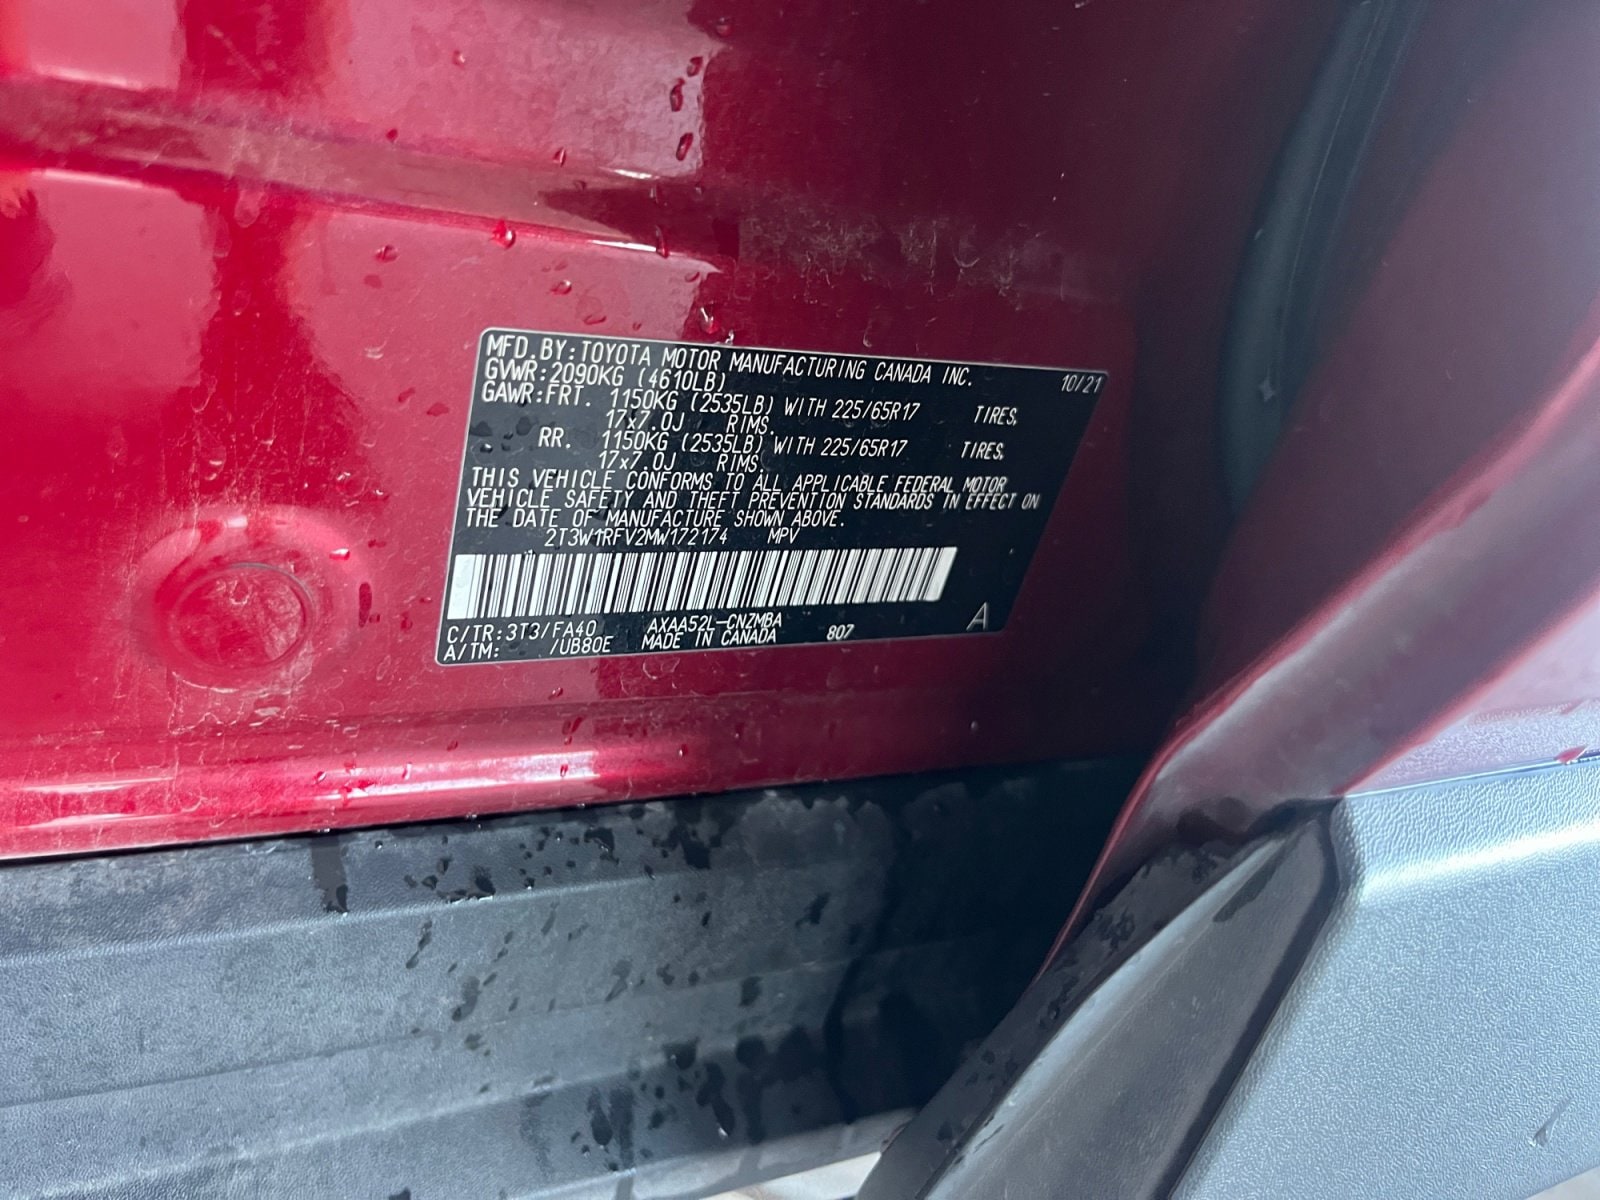 MFD.BY:TOYOTA MOTOR MANUFACTURING CANADA INC. 10/21
GVWR:2090KG (4610LB)
GAWR:FRT. 1150KG (2535LB) WITH 225/65R17 TIRES,
17x7.0J RIMS.
RR. 1150KG (2535LB) WITH 225/65R17 TIRES,
17x7.0J RIMS.
THIS VEHICLE CONFORMS TO ALL APPLICABLE FEDERAL MOTOR
VEHICLE SAFETY AND THEFT PREVENTION STANDARDS IN EFFECT ON
THE DATE OF MANUFACTURE SHOWN ABOVE.
2T3W1RFV2MW172174 MPV
C/TR:3T3/FA40 AXAA52L-CNZMBA 807 A
A/TM: /UB80E MADE IN CANADA